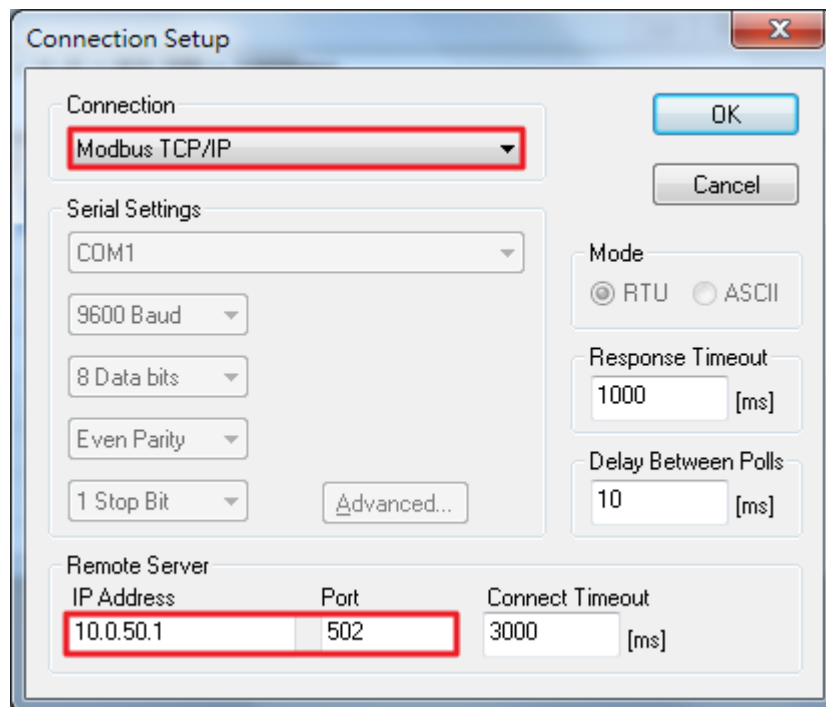 Connection Setup
Connection
Modbus TCP/IP
OK
Cancel
Serial Settings
COM1
Mode
RTU ASCII
9600 Baud
8 Data bits
Response Timeout
1000 [ms]
Even Parity
Delay Between Polls
1 Stop Bit
Advanced...
10 [ms]
Remote Server
IP Address Port Connect Timeout
10.0.50.1 502 3000 [ms]